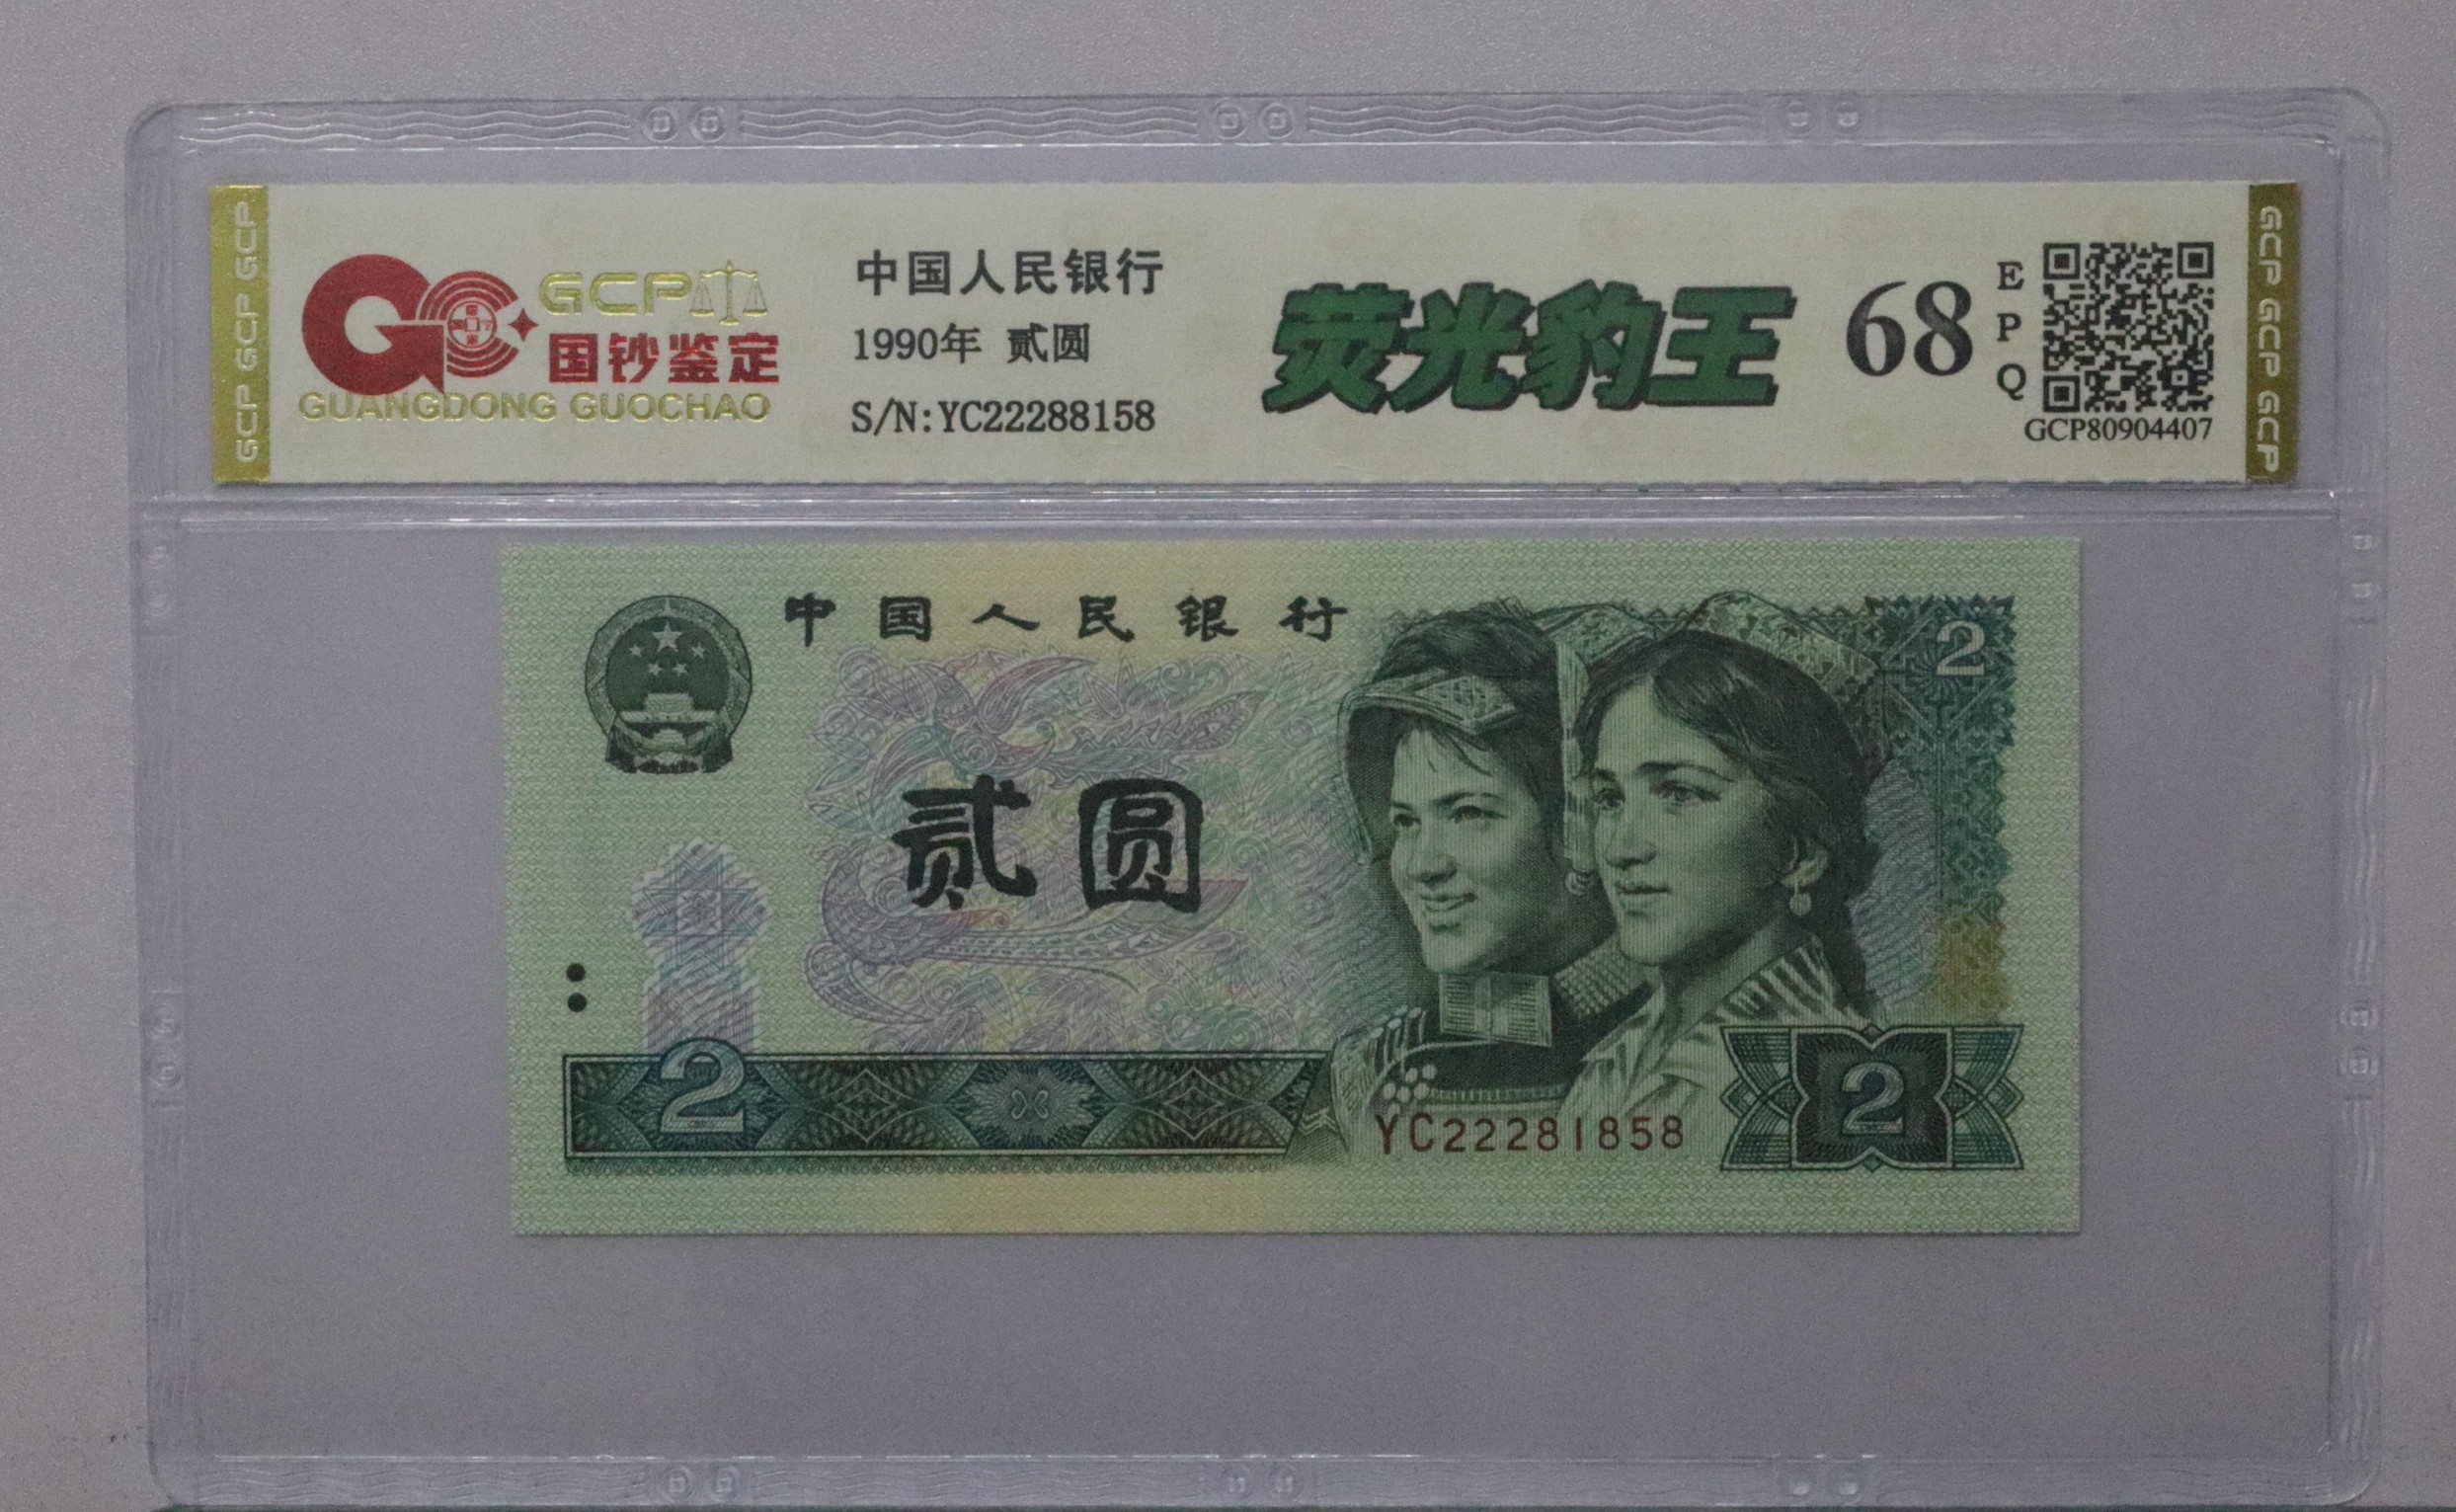 GCP GCP GCP
GCP
国钞鉴定
GUANGDONG GUOCHAO
中国人民银行
1990年 贰圆
S/N:YC22288158
荧光豹王
68
E
P
Q
GCP80904407
GCP GCP GCP
中国人民银行
2
贰圆
2
YC22281858
2